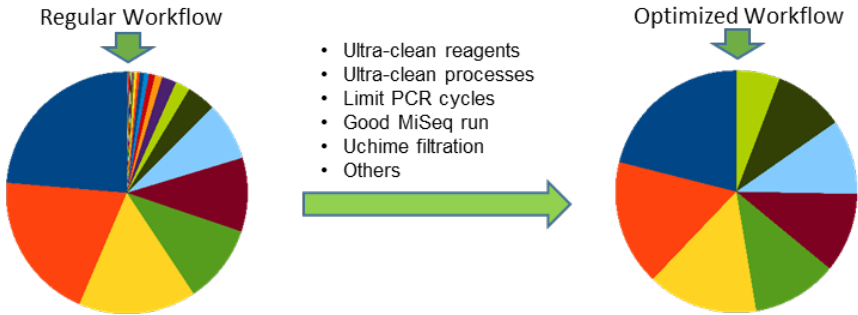 Regular Workflow
Optimized Workflow
• Ultra-clean reagents
• Ultra-clean processes
• Limit PCR cycles
• Good MiSeq run
• Uchime filtration
• Others